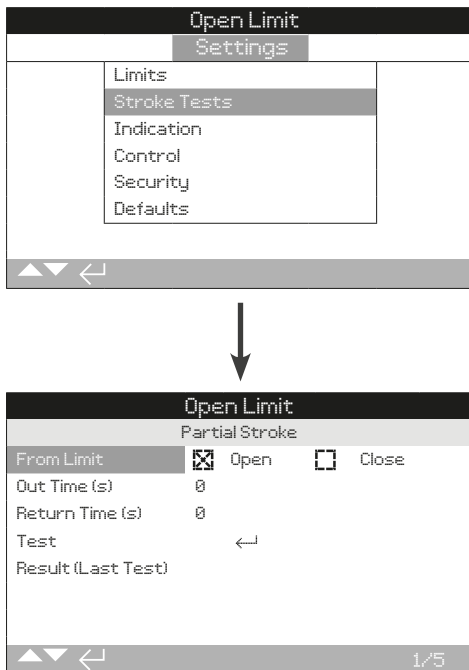 Open Limit
Settings
Limits
Stroke Tests
Indication
Control
Security
Defaults
Open Limit
Partial Stroke
From Limit Open Close
Out Time (s) 0
Return Time (s) 0
Test
Result (Last Test)
1/5